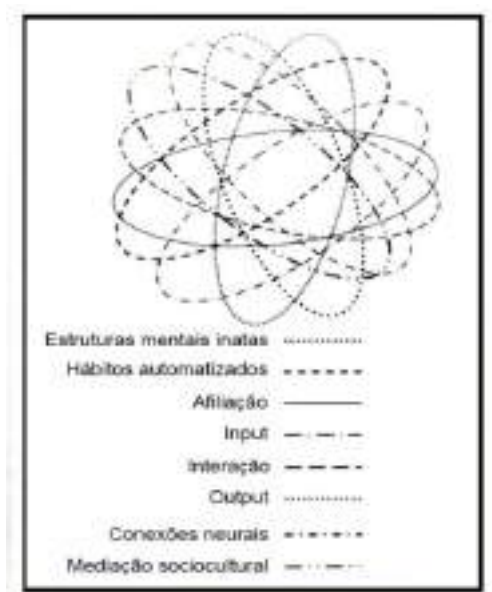 Estruturas mentais inatas
Hábitos automatizados
Afiliação
Input
Interação
Output
Conexões neurais
Mediação sociocultural